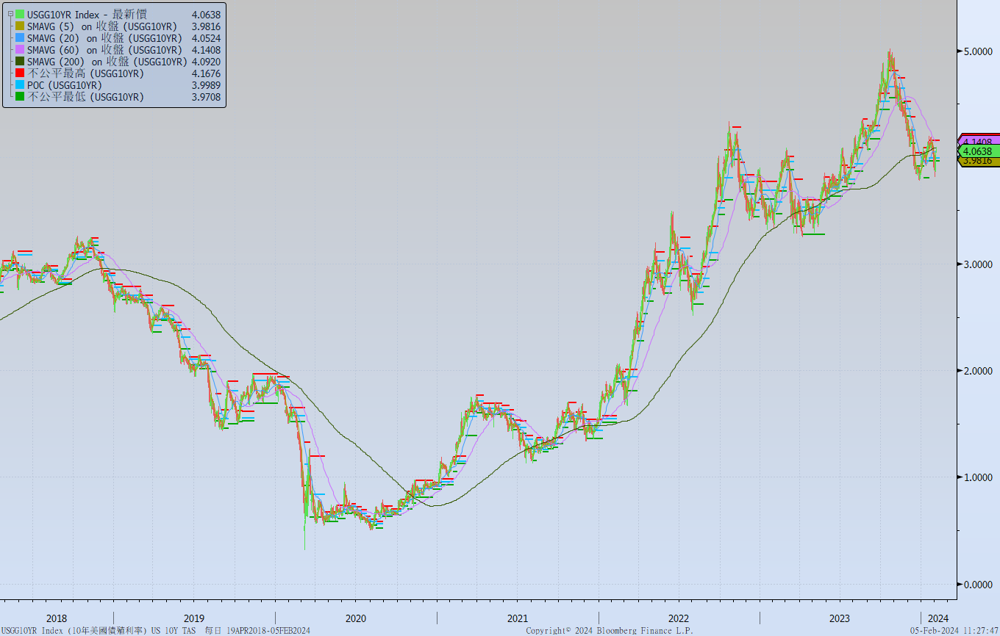 USGG10YR Index - 最新價 4.0638
SMAVG (5) on 收盤 (USGG10YR) 3.9816
SMAVG (20) on 收盤 (USGG10YR) 4.0524
SMAVG (60) on 收盤 (USGG10YR) 4.1408
SMAVG (200) on 收盤 (USGG10YR) 4.0920
不公平最高 (USGG10YR) 4.1676
POC (USGG10YR) 3.9989
不公平最低 (USGG10YR) 3.9708
5.0000
4.1408
4.0638
3.9816
3.0000
2.0000
1.0000
0.0000
2018 2019 2020 2021 2022 2023 2024
USGG10YR Index (10年美國債殖利率) US 10Y TAS 每日 19APR2018-05FEB2024 Copyright© 2024 Bloomberg Finance L.P. 05-Feb-2024 11:27:47